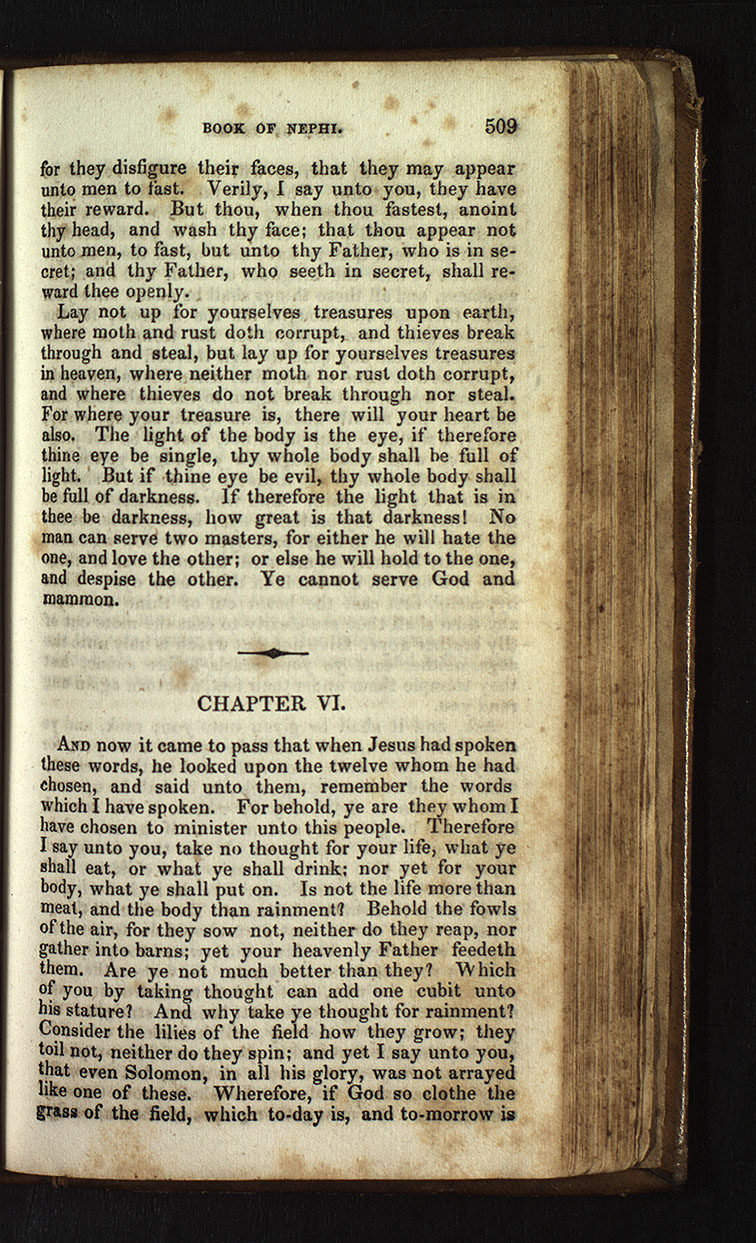 BOOK OF NEPHI. 509
for they disfigure their faces, that they may appear
unto men to fast. Verily, I say unto you, they have
their reward. But thou, when thou fastest, anoint
thy head, and wash thy face; that thou appear not
unto men, to fast, but unto thy Father, who is in se-
cret; and thy Father, who seeth in secret, shall re-
ward thee openly.
Lay not up for yourselves treasures upon earth,
where moth and rust doth corrupt, and thieves break
through and steal, but lay up for yourselves treasures
in heaven, where neither moth nor rust doth corrupt,
and where thieves do not break through nor steal.
For where your treasure is, there will your heart be
also. The light of the body is the eye, if therefore
thine eye be single, thy whole body shall be full of
light. But if thine eye be evil, thy whole body shall
be full of darkness. If therefore the light that is in
thee be darkness, how great is that darkness! No
man can serve two masters, for either he will hate the
one, and love the other; or else he will hold to the one,
and despise the other. Ye cannot serve God and
mammon.
CHAPTER VI.
AND now it came to pass that when Jesus had spoken
these words, he looked upon the twelve whom he had
chosen, and said unto them, remember the words
which I have spoken. For behold, ye are they whom I
have chosen to minister unto this people. Therefore
I say unto you, take no thought for your life, what ye
shall eat, or what ye shall drink; nor yet for your
body, what ye shall put on. Is not the life more than
meat, and the body than rainment? Behold the fowls
of the air, for they sow not, neither do they reap, nor
gather into barns; yet your heavenly Father feedeth
them. Are ye not much better than they? Which
of you by taking thought can add one cubit unto
his stature? And why take ye thought for rainment?
Consider the lilies of the field how they grow; they
toil not, neither do they spin; and yet I say unto you,
that even Solomon, in all his glory, was not arrayed
like one of these. Wherefore, if God so clothe the
grass of the field, which to-day is, and to-morrow is